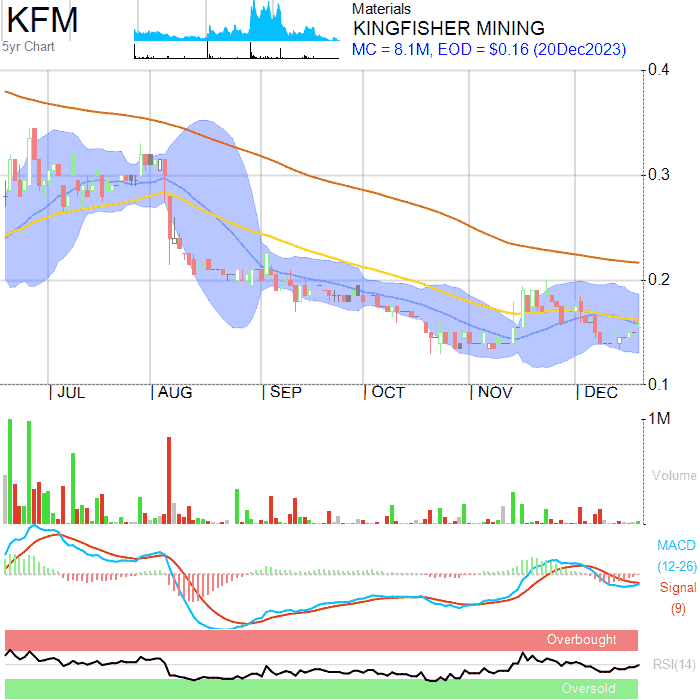 KFM
5yr Chart
Materials
KINGFISHER MINING
MC = 8.1M, EOD = $0.16 (20Dec2023)
0.4
0.3
0.2
0.1
JUL AUG SEP OCT NOV DEC
1M
Volume
MACD
(12-26)
Signal
(9)
Overbought
RSI(14)
Oversold